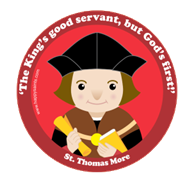 'The King's good servant, but God's first!'
St. Thomas More